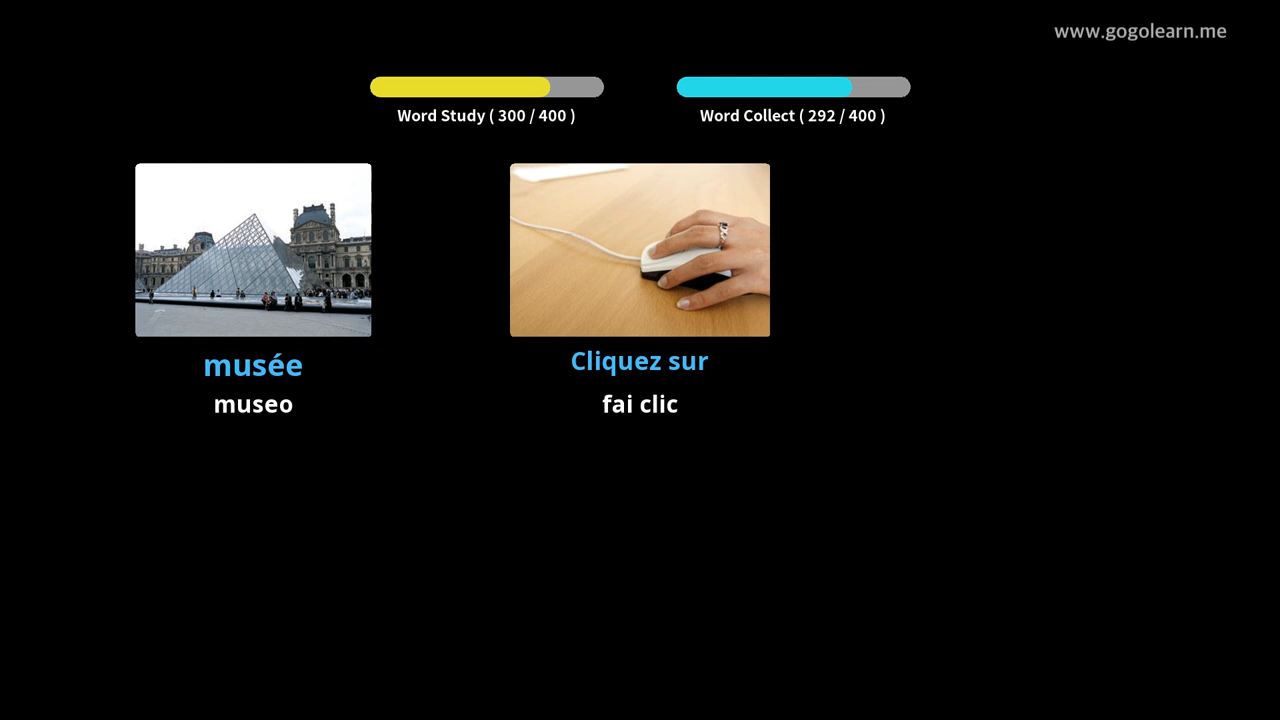 www.gogolearn.me
Word Study ( 300 / 400 )
Word Collect ( 292 / 400 )
musée
museo
Cliquez sur
fai clic